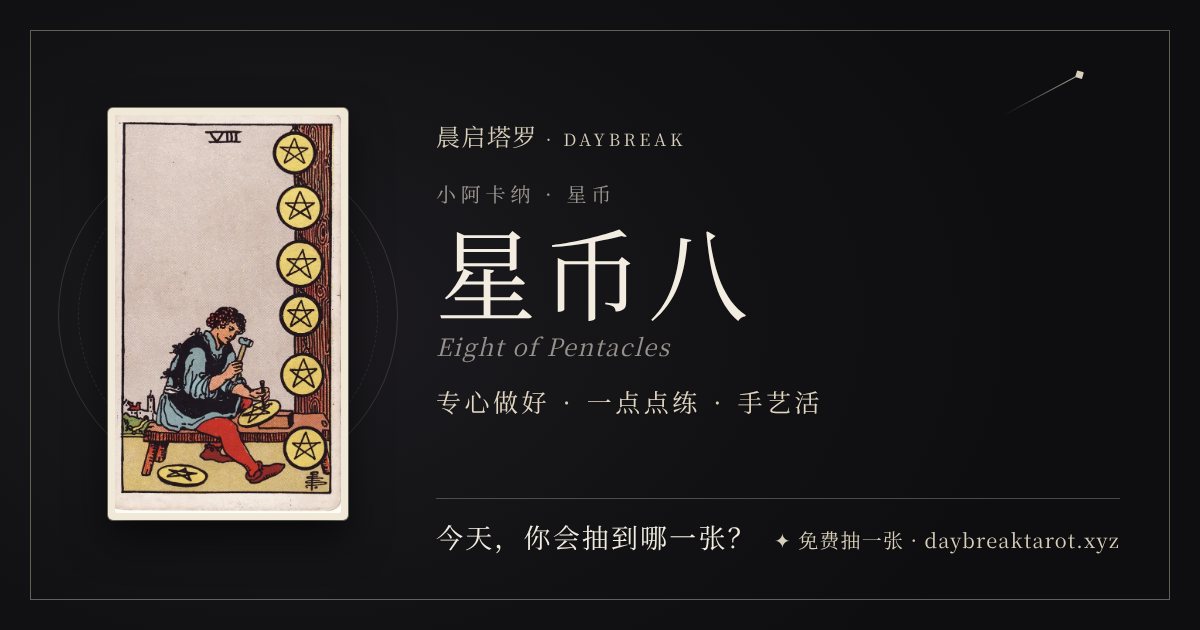 VIII
晨启塔罗 · DAYBREAK
小阿卡纳 · 星币
星币八
Eight of Pentacles
专心做好 · 一点点练 · 手艺活
今天，你会抽到哪一张？
✦ 免费抽一张 · daybreaktarot.xyz